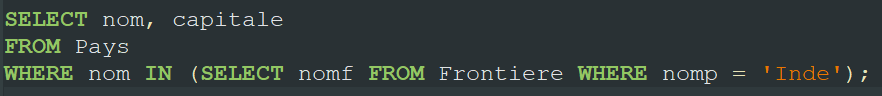 SELECT nom, capitale
FROM Pays
WHERE nom IN (SELECT nomf FROM Frontiere WHERE nomp = 'Inde');